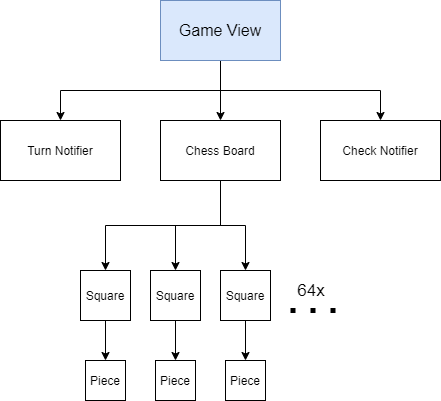 Game View
Turn Notifier
Chess Board
Check Notifier
Square
Square
Square
64x
. . .
Piece
Piece
Piece